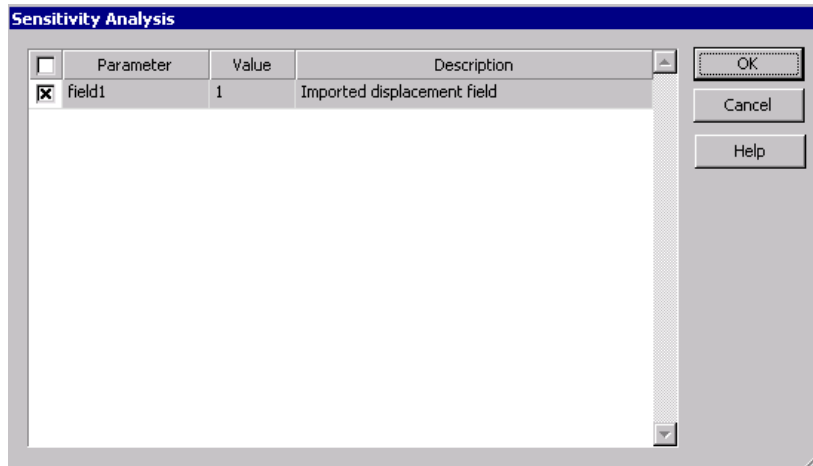 Sensitivity Analysis
Parameter Value Description
field1 1 Imported displacement field
OK
Cancel
Help